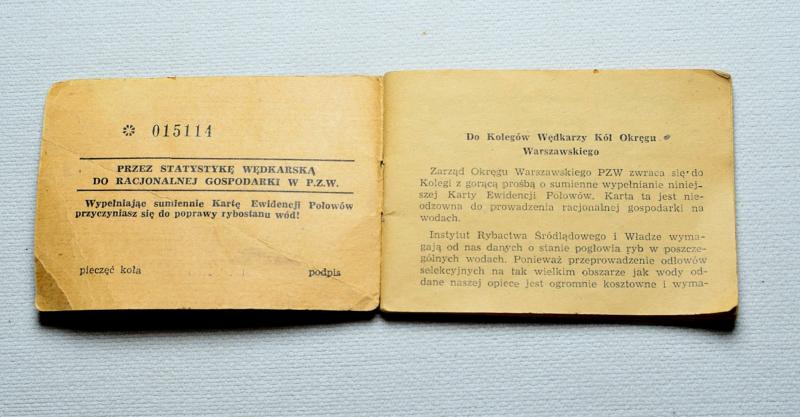 ✻ 015114
PRZEZ STATYSTYKĘ WĘDKARSKĄ
DO RACJONALNEJ GOSPODARKI W P.Z.W.
Wypełniając sumiennie Kartę Ewidencji Połowów
przyczyniasz się do poprawy rybostanu wód!
pieczęć koła podpis
Do Kolegów Wędkarzy Kół Okręgu
Warszawskiego
Zarząd Okręgu Warszawskiego PZW zwraca się do
Kolegi z gorącą prośbą o sumienne wypełnianie niniej-
szej Karty Ewidencji Połowów. Karta ta jest nie-
odzowna do prowadzenia racjonalnej gospodarki na
wodach.
Instytut Rybactwa Śródlądowego i Władze wyma-
gają od nas danych o stanie pogłowia ryb w poszcze-
gólnych wodach. Ponieważ przeprowadzenie odłowów
selekcyjnych na tak wielkim obszarze jak wody od-
dane naszej opiece jest ogromnie kosztowne i wyma-